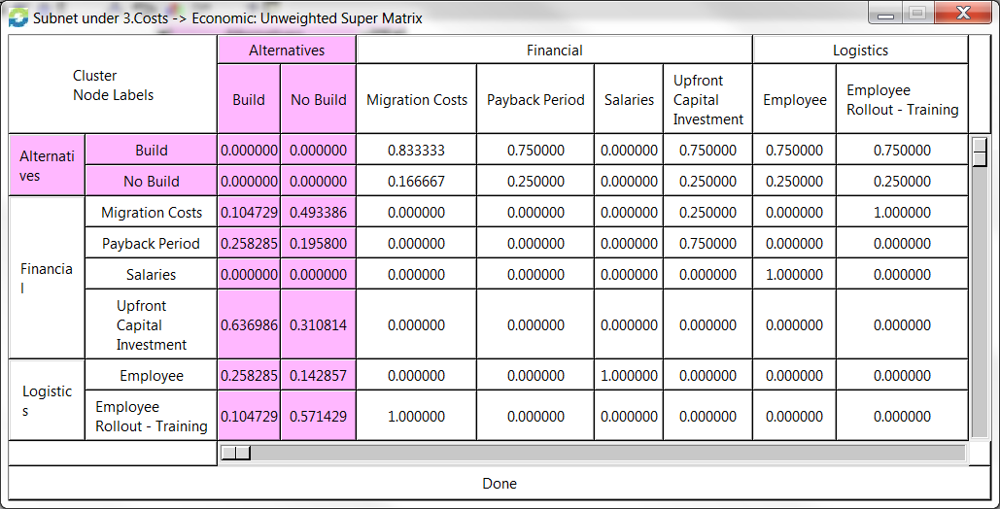 Subnet under 3.Costs -> Economic: Unweighted Super Matrix
Cluster
Node Labels
Alternatives Financial Logistics
Build No Build Migration Costs Payback Period Salaries Upfront Capital Investment Employee Employee Rollout - Training
Alternati
ves
Build 0.000000 0.000000 0.833333 0.750000 0.000000 0.750000 0.750000 0.750000
No Build 0.000000 0.000000 0.166667 0.250000 0.000000 0.250000 0.250000 0.250000
Financia
l
Migration Costs 0.104729 0.493386 0.000000 0.000000 0.000000 0.250000 0.000000 1.000000
Payback Period 0.258285 0.195800 0.000000 0.000000 0.000000 0.750000 0.000000 0.000000
Salaries 0.000000 0.000000 0.000000 0.000000 0.000000 0.000000 1.000000 0.000000
Upfront
Capital
Investment
0.636986 0.310814 0.000000 0.000000 0.000000 0.000000 0.000000 0.000000
Logistic
s
Employee 0.258285 0.142857 0.000000 0.000000 1.000000 0.000000 0.000000 0.000000
Employee
Rollout - Training
0.104729 0.571429 1.000000 0.000000 0.000000 0.000000 0.000000 0.000000
Done